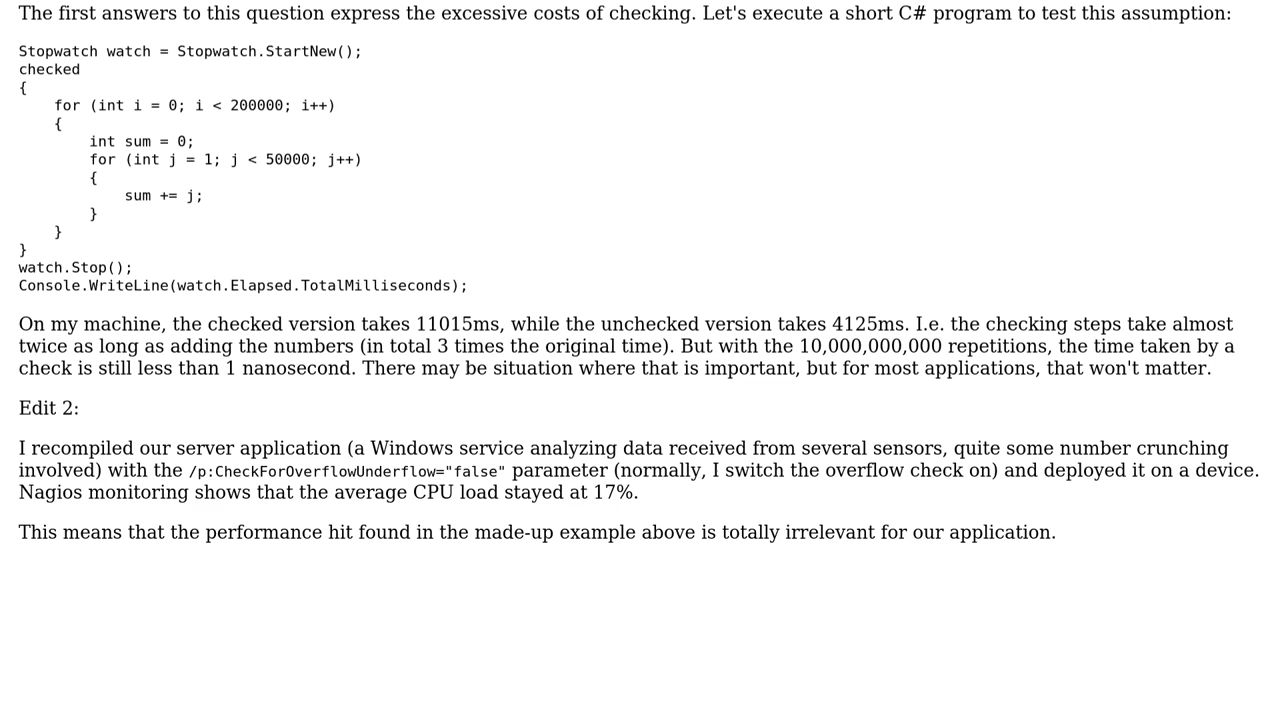 The first answers to this question express the excessive costs of checking. Let's execute a short C# program to test this assumption:
Stopwatch watch = Stopwatch.StartNew();
checked
{
    for (int i = 0; i < 200000; i++)
    {
        int sum = 0;
        for (int j = 1; j < 50000; j++)
        {
            sum += j;
        }
    }
}
watch.Stop();
Console.WriteLine(watch.Elapsed.TotalMilliseconds);
On my machine, the checked version takes 11015ms, while the unchecked version takes 4125ms. I.e. the checking steps take almost
twice as long as adding the numbers (in total 3 times the original time). But with the 10,000,000,000 repetitions, the time taken by a
check is still less than 1 nanosecond. There may be situation where that is important, but for most applications, that won't matter.
Edit 2:
I recompiled our server application (a Windows service analyzing data received from several sensors, quite some number crunching
involved) with the /p:CheckForOverflowUnderflow="false" parameter (normally, I switch the overflow check on) and deployed it on a device.
Nagios monitoring shows that the average CPU load stayed at 17%.
This means that the performance hit found in the made-up example above is totally irrelevant for our application.